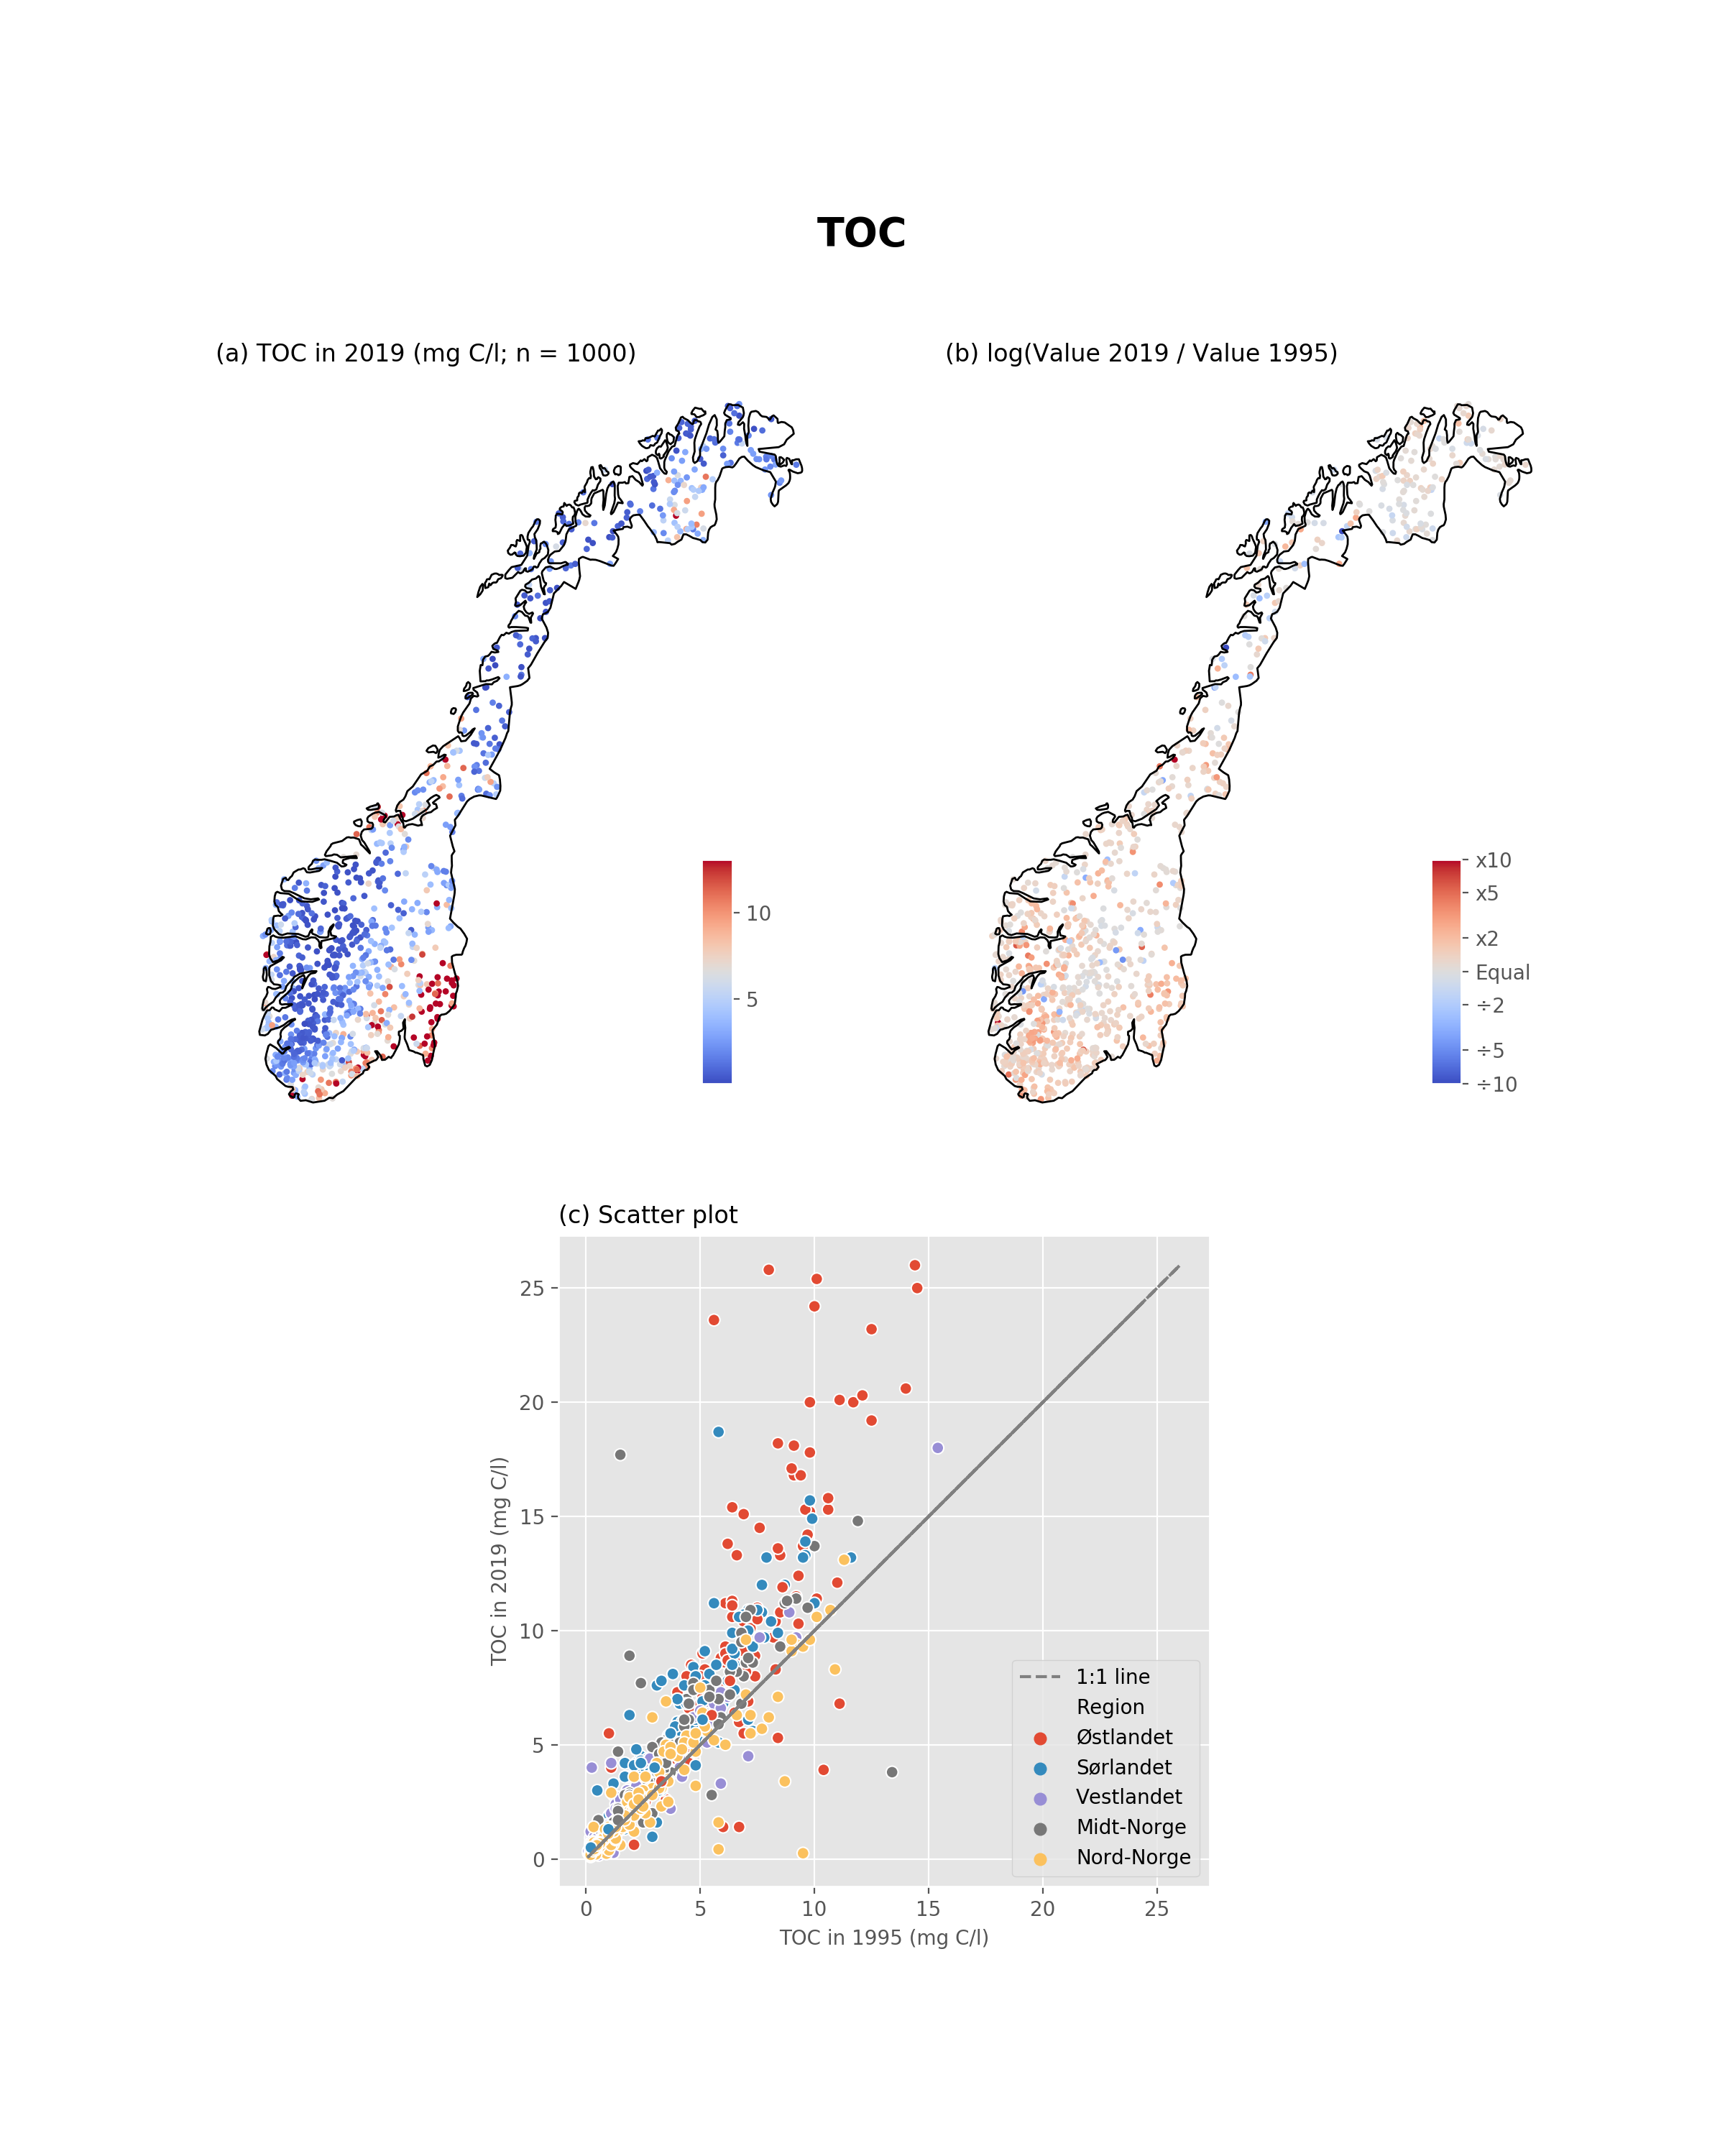 TOC
(a) TOC in 2019 (mg C/l; n = 1000)
10
5
(b) log(Value 2019 / Value 1995)
x10
x5
x2
Equal
÷2
÷5
÷10
(c) Scatter plot
TOC in 2019 (mg C/l)
25
20
15
10
5
0
1:1 line
Region
Østlandet
Sørlandet
Vestlandet
Midt-Norge
Nord-Norge
0 5 10 15 20 25
TOC in 1995 (mg C/l)